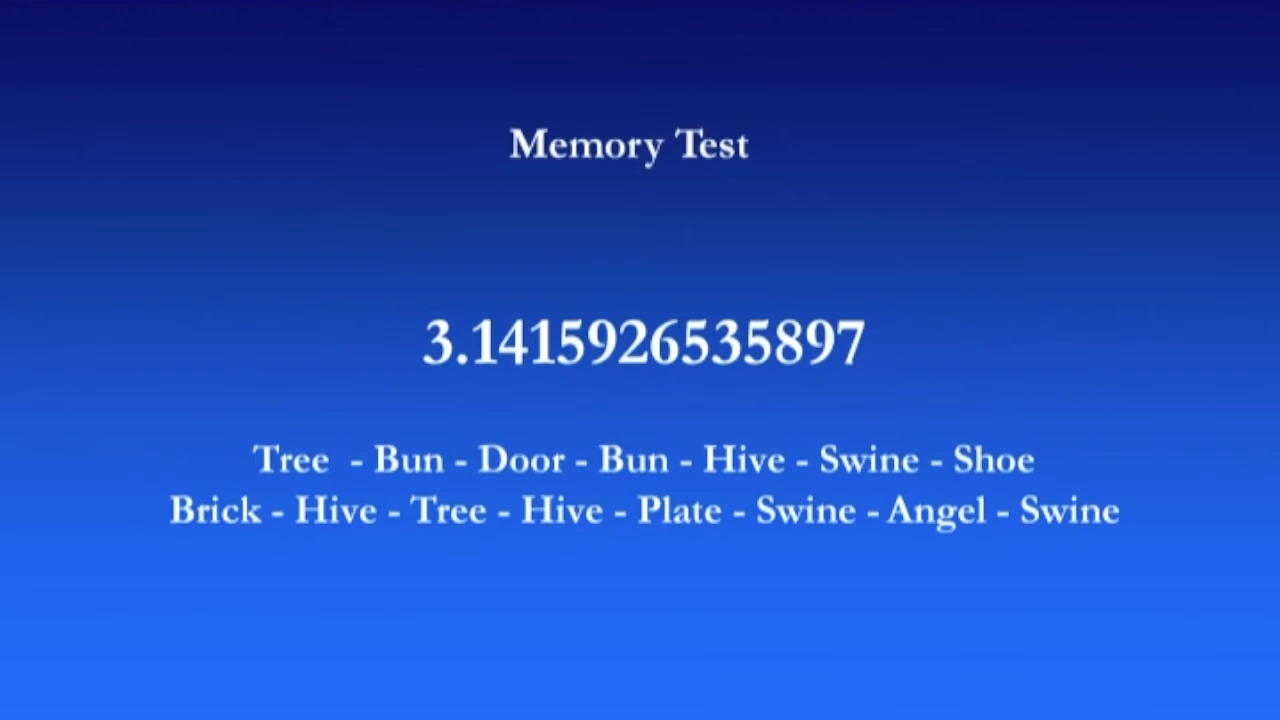 Memory Test
3.1415926535897
Tree - Bun - Door - Bun - Hive - Swine - Shoe
Brick - Hive - Tree - Hive - Plate - Swine - Angel - Swine